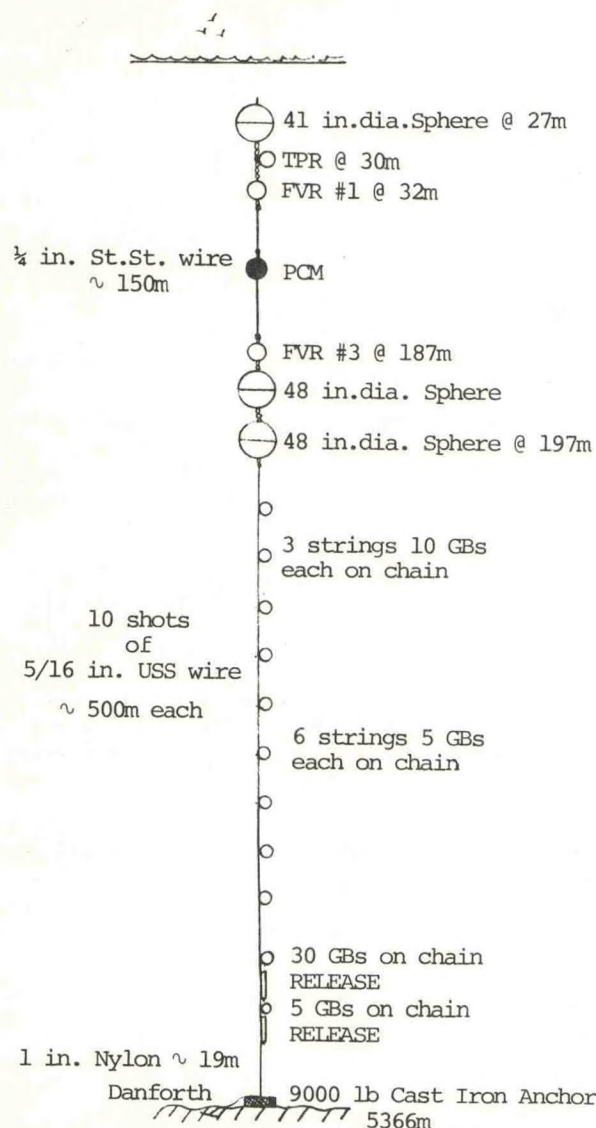 41 in.dia.Sphere @ 27m
TPR @ 30m
FVR #1 @ 32m
¼ in. St.St. wire
~ 150m
PCM
FVR #3 @ 187m
48 in.dia. Sphere
48 in.dia. Sphere @ 197m
3 strings 10 GBs
each on chain
10 shots
of
5/16 in. USS wire
~ 500m each
6 strings 5 GBs
each on chain
30 GBs on chain
RELEASE
5 GBs on chain
RELEASE
1 in. Nylon ~ 19m
Danforth
9000 lb Cast Iron Anchor
5366m